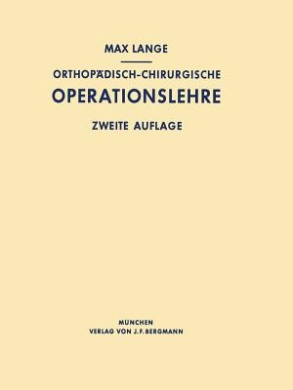 MAX LANGE
ORTHOPÄDISCH-CHIRURGISCHE
OPERATIONSLEHRE
ZWEITE AUFLAGE
MÜNCHEN
VERLAG VON J.F. BERGMANN